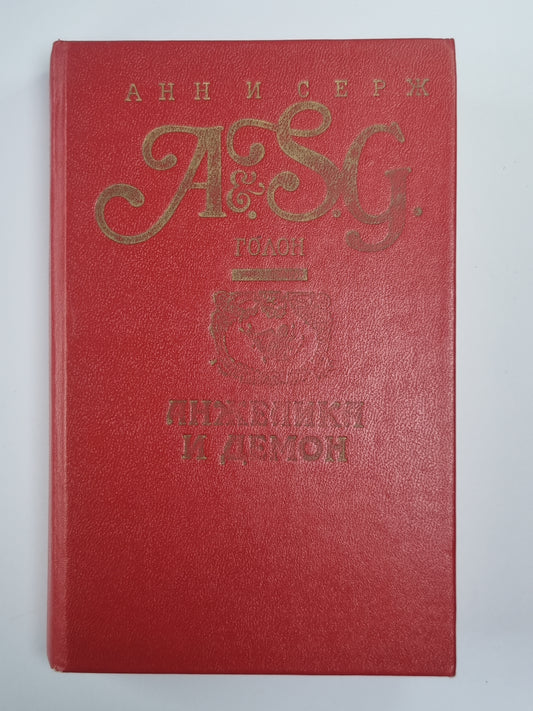 АНН И СЕРЖ
A.&S.G.
ГОЛОН
АНЖЕЛИКА
И ДЕМОН